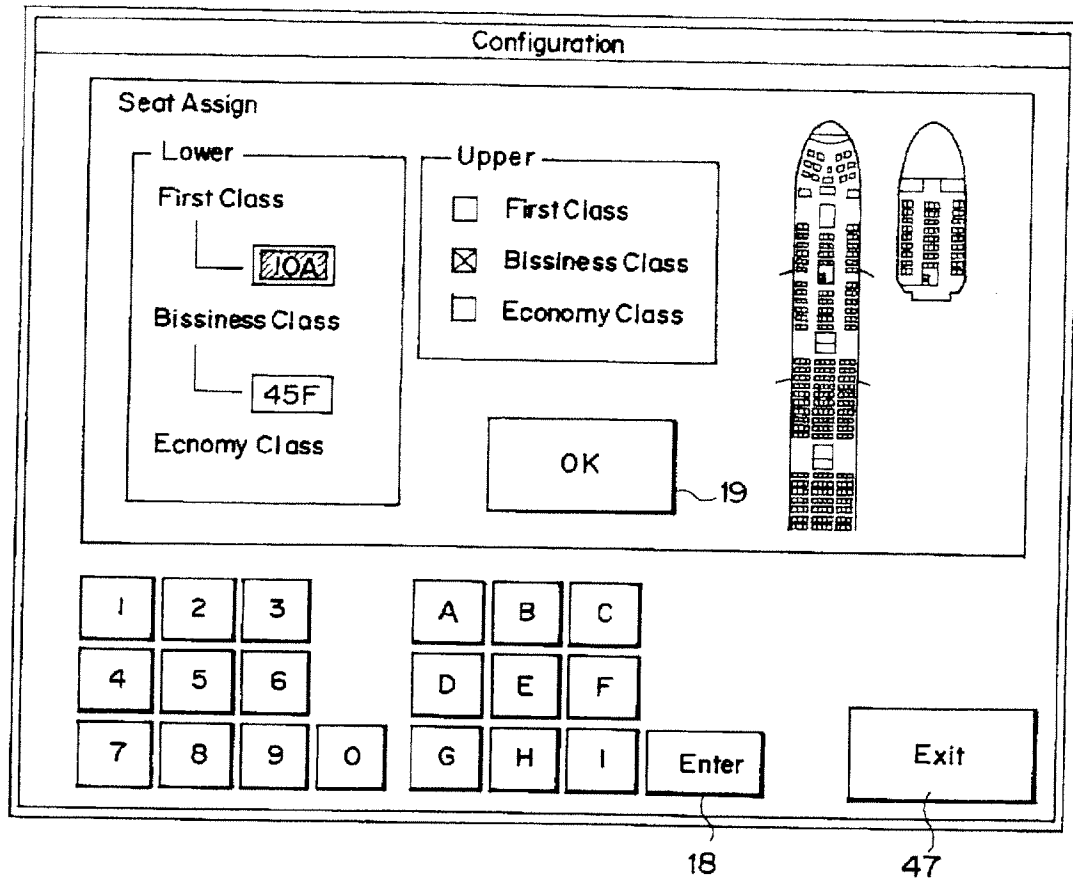 Configuration
Seat Assign
Lower
First Class
10A
Bissiness Class
45F
Ecnomy Class
Upper
First Class
Bissiness Class
Economy Class
OK
19
1 2 3
4 5 6
7 8 9 0
A B C
D E F
G H I
Enter
Exit
18
47